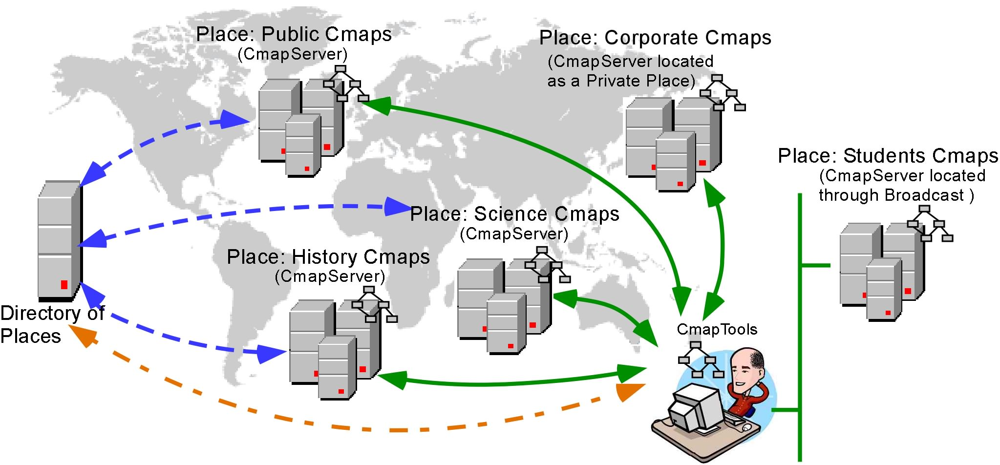 Place: Public Cmaps
(CmapServer)
Place: Corporate Cmaps
(CmapServer located
as a Private Place)
Place: Students Cmaps
(CmapServer located
through Broadcast )
Place: Science Cmaps
(CmapServer)
Place: History Cmaps
(CmapServer)
Directory of
Places
CmapTools